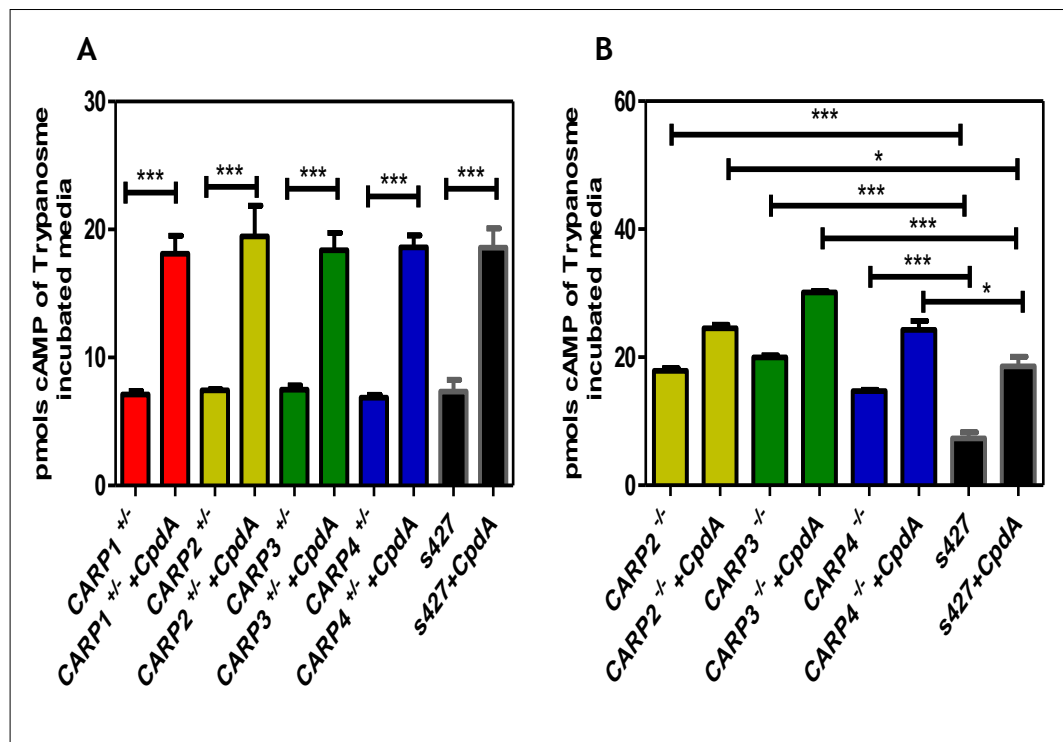 A
pmols cAMP of Trypanosme
incubated media
30
20
10
0
***
***
***
***
***
CARP1 +/-
CARP1 +/- +CpdA
CARP2 +/-
CARP2 +/- +CpdA
CARP3 +/-
CARP3 +/- +CpdA
CARP4 +/-
CARP4 +/- +CpdA
s427
s427+CpdA
B
pmols cAMP of Trypanosme
incubated media
60
40
20
0
***
*
***
***
***
*
CARP2 -/-
CARP2 -/- +CpdA
CARP3 -/-
CARP3 -/- +CpdA
CARP4 -/-
CARP4 -/- +CpdA
s427
s427+CpdA